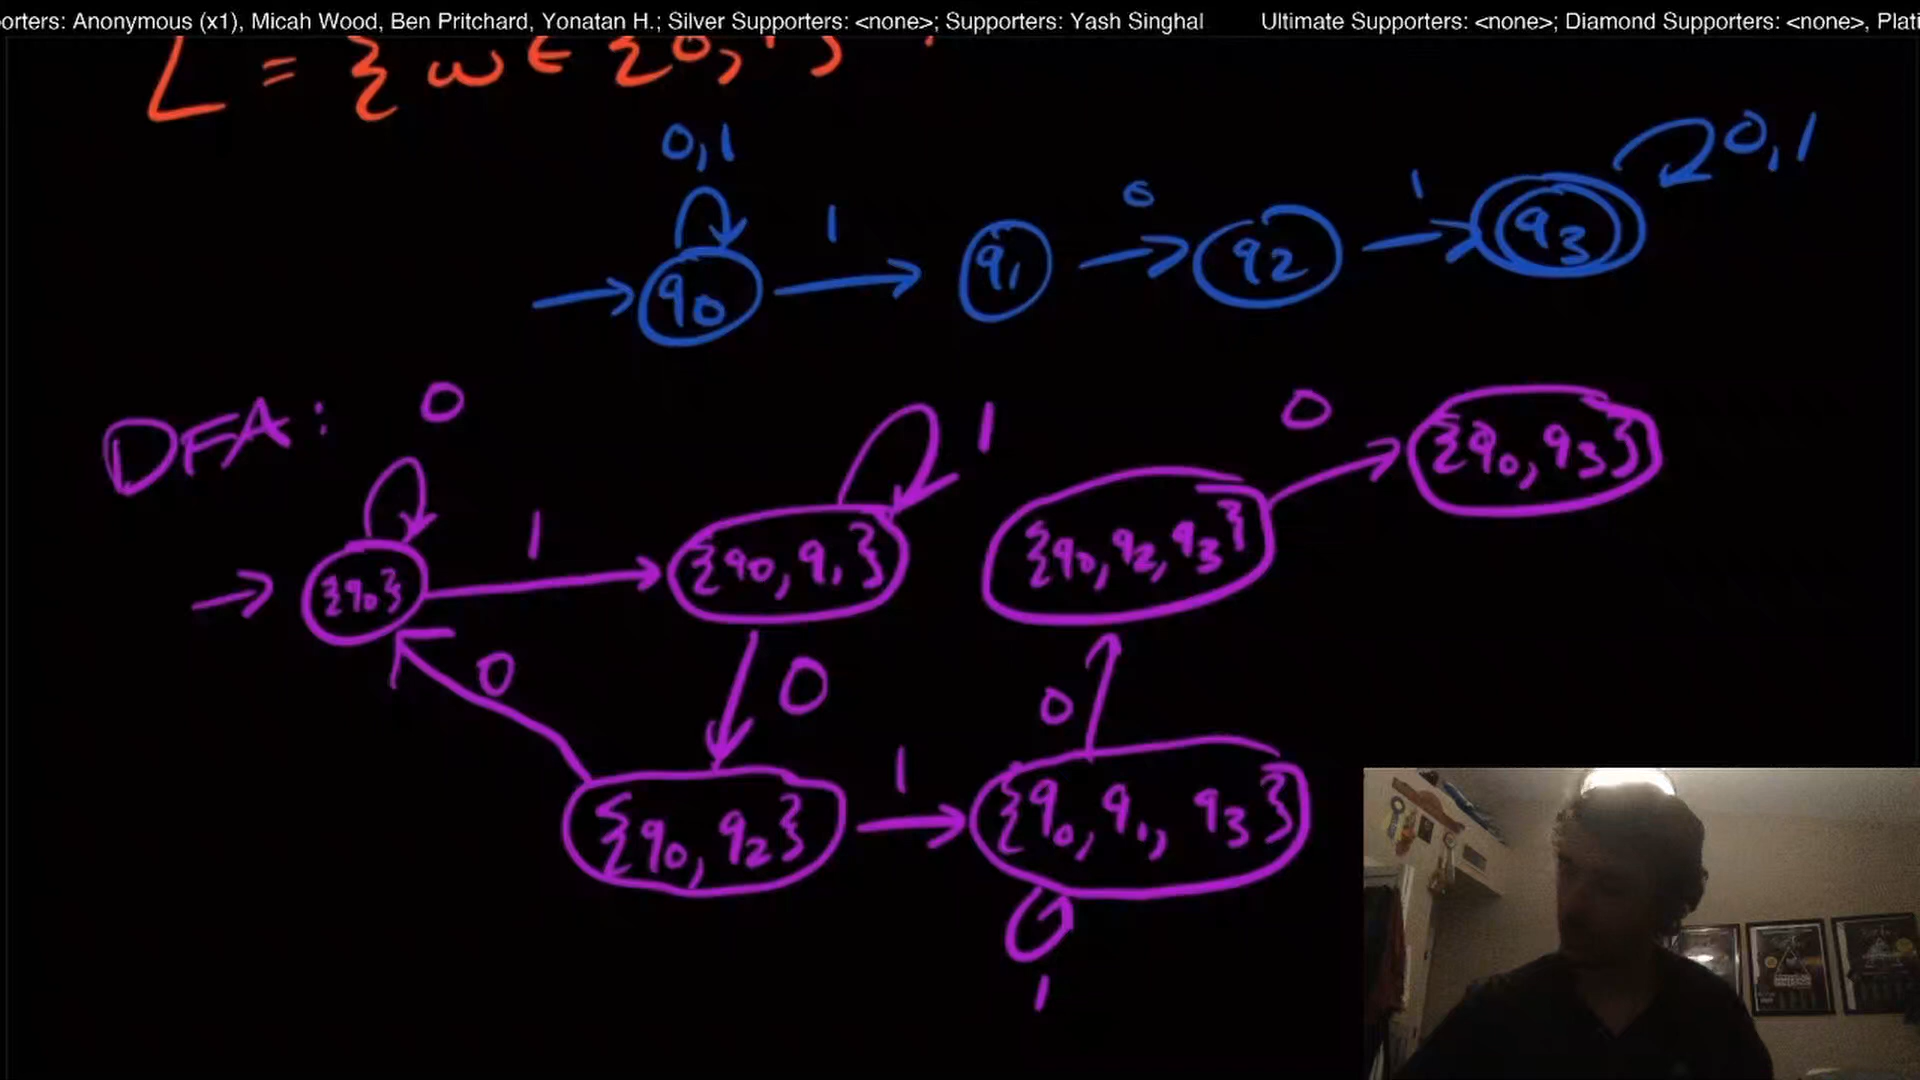 orters: Anonymous (x1), Micah Wood, Ben Pritchard, Yonatan H.; Silver Supporters: <none>; Supporters: Yash Singhal Ultimate Supporters: <none>; Diamond Supporters: <none>, Plati
L = { w ∈ {0, 1}
0,1
0,1
1
0
1
q0
q1
q2
q3
DFA:
0
1
0
{q0, q3}
1
{q0}
{q0, q1}
{q0, q2, q3}
0
0
0
1
{q0, q2}
{q0, q1, q3}
1